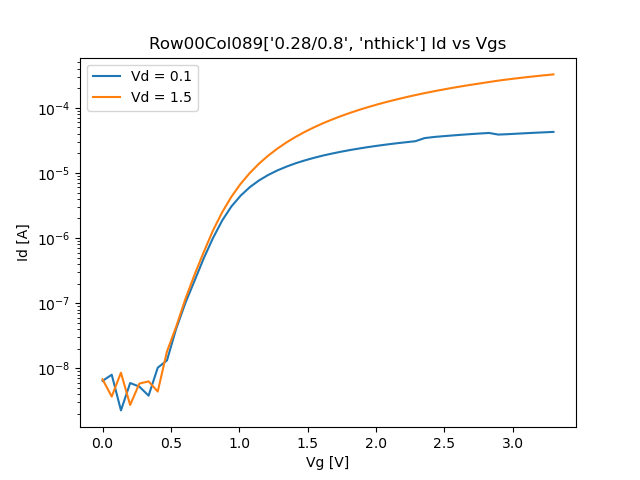 Row00Col089['0.28/0.8', 'nthick'] Id vs Vgs
Vd = 0.1
Vd = 1.5
10⁻⁴
10⁻⁵
10⁻⁶
10⁻⁷
10⁻⁸
Id [A]
0.0 0.5 1.0 1.5 2.0 2.5 3.0
Vg [V]